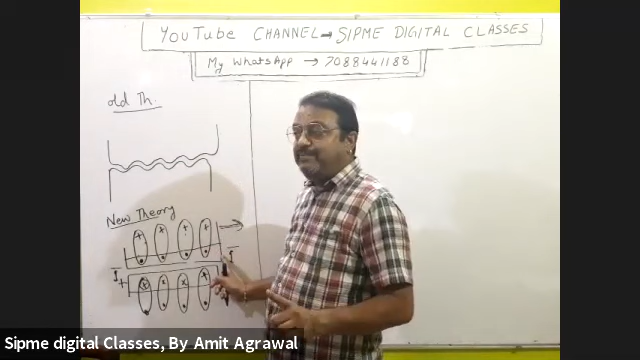 YouTube CHANNEL → SIPME DIGITAL CLASSES
My WhatsApp → 7088441188
old Th.
New Theory
Sipme digital Classes, By Amit Agrawal